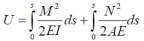 U = ∫₀ˢ M²/2EI ds + ∫₀ˢ N²/2AE ds